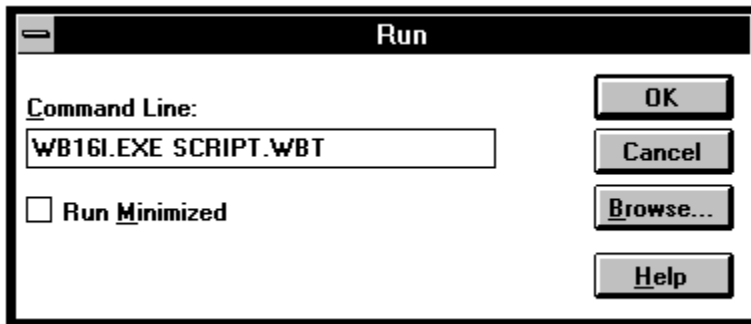 Run
Command Line:
WB16I.EXE SCRIPT.WBT
Run Minimized
OK
Cancel
Browse...
Help